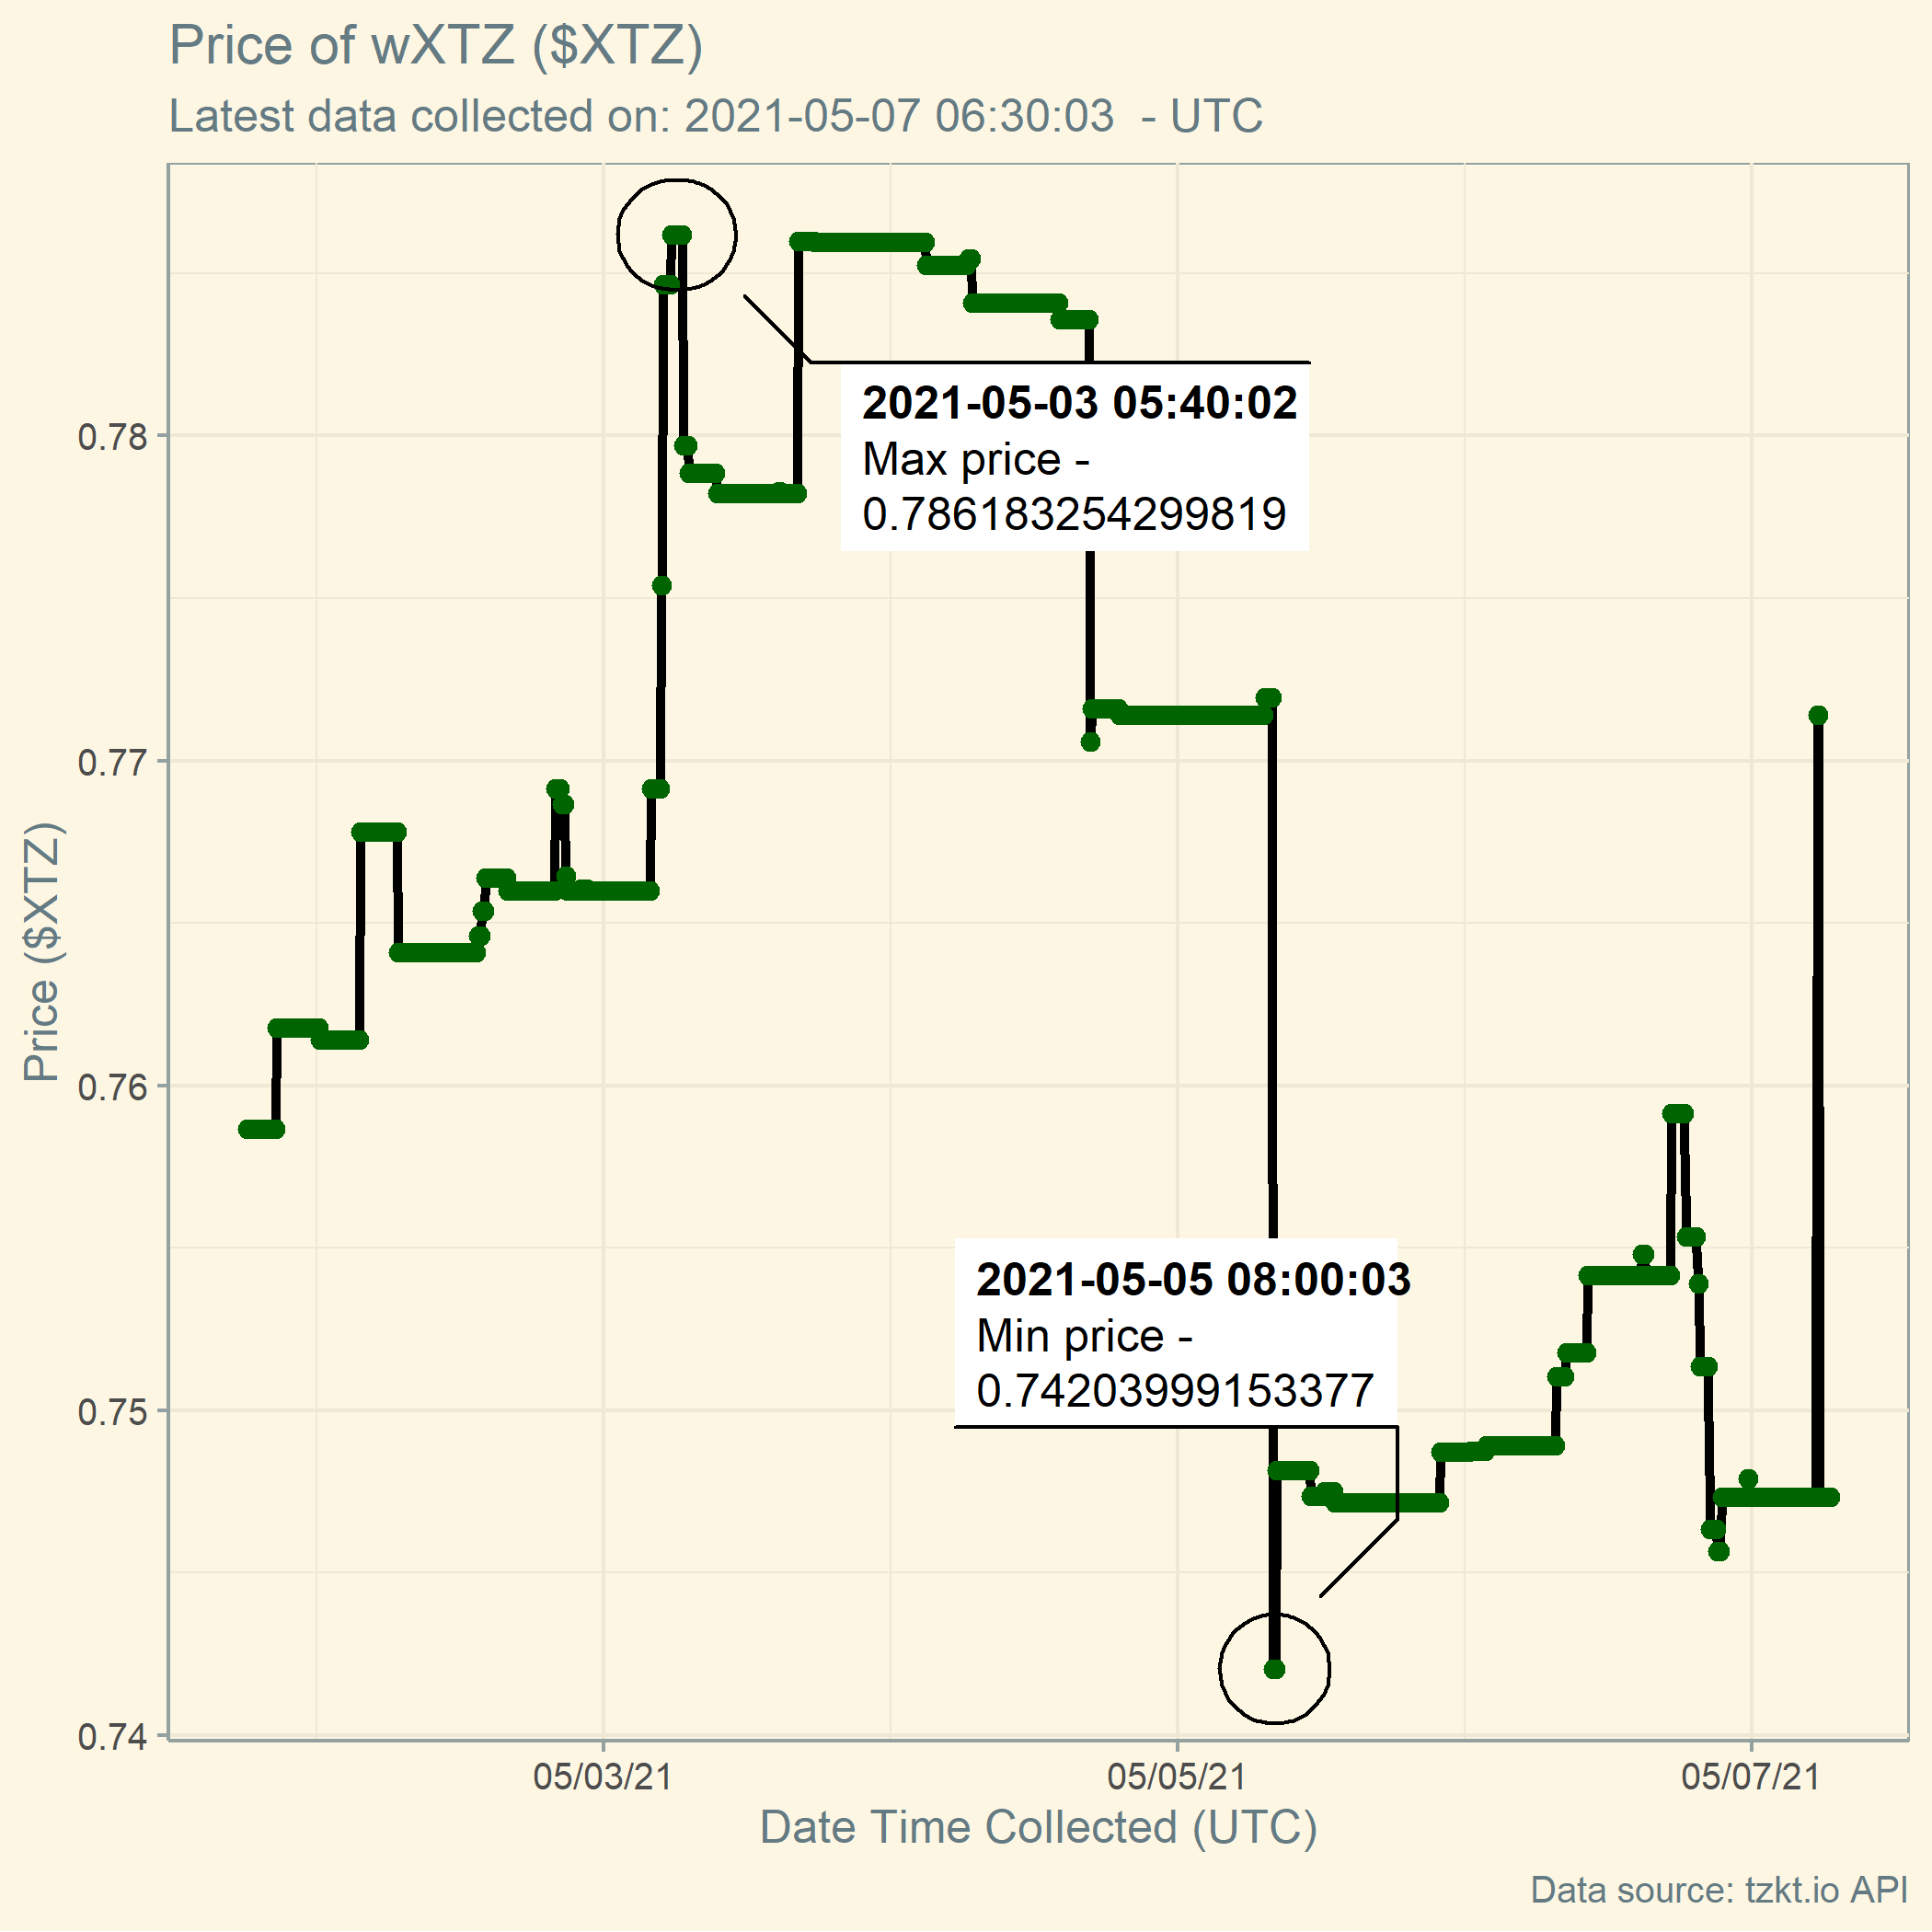 Price of wXTZ ($XTZ)
Latest data collected on: 2021-05-07 06:30:03  - UTC
2021-05-03 05:40:02
Max price -
0.786183254299819
0.78
0.77
Price ($XTZ)
0.76
2021-05-05 08:00:03
Min price -
0.74203999153377
0.75
0.74
05/03/21
05/05/21
05/07/21
Date Time Collected (UTC)
Data source: tzkt.io API